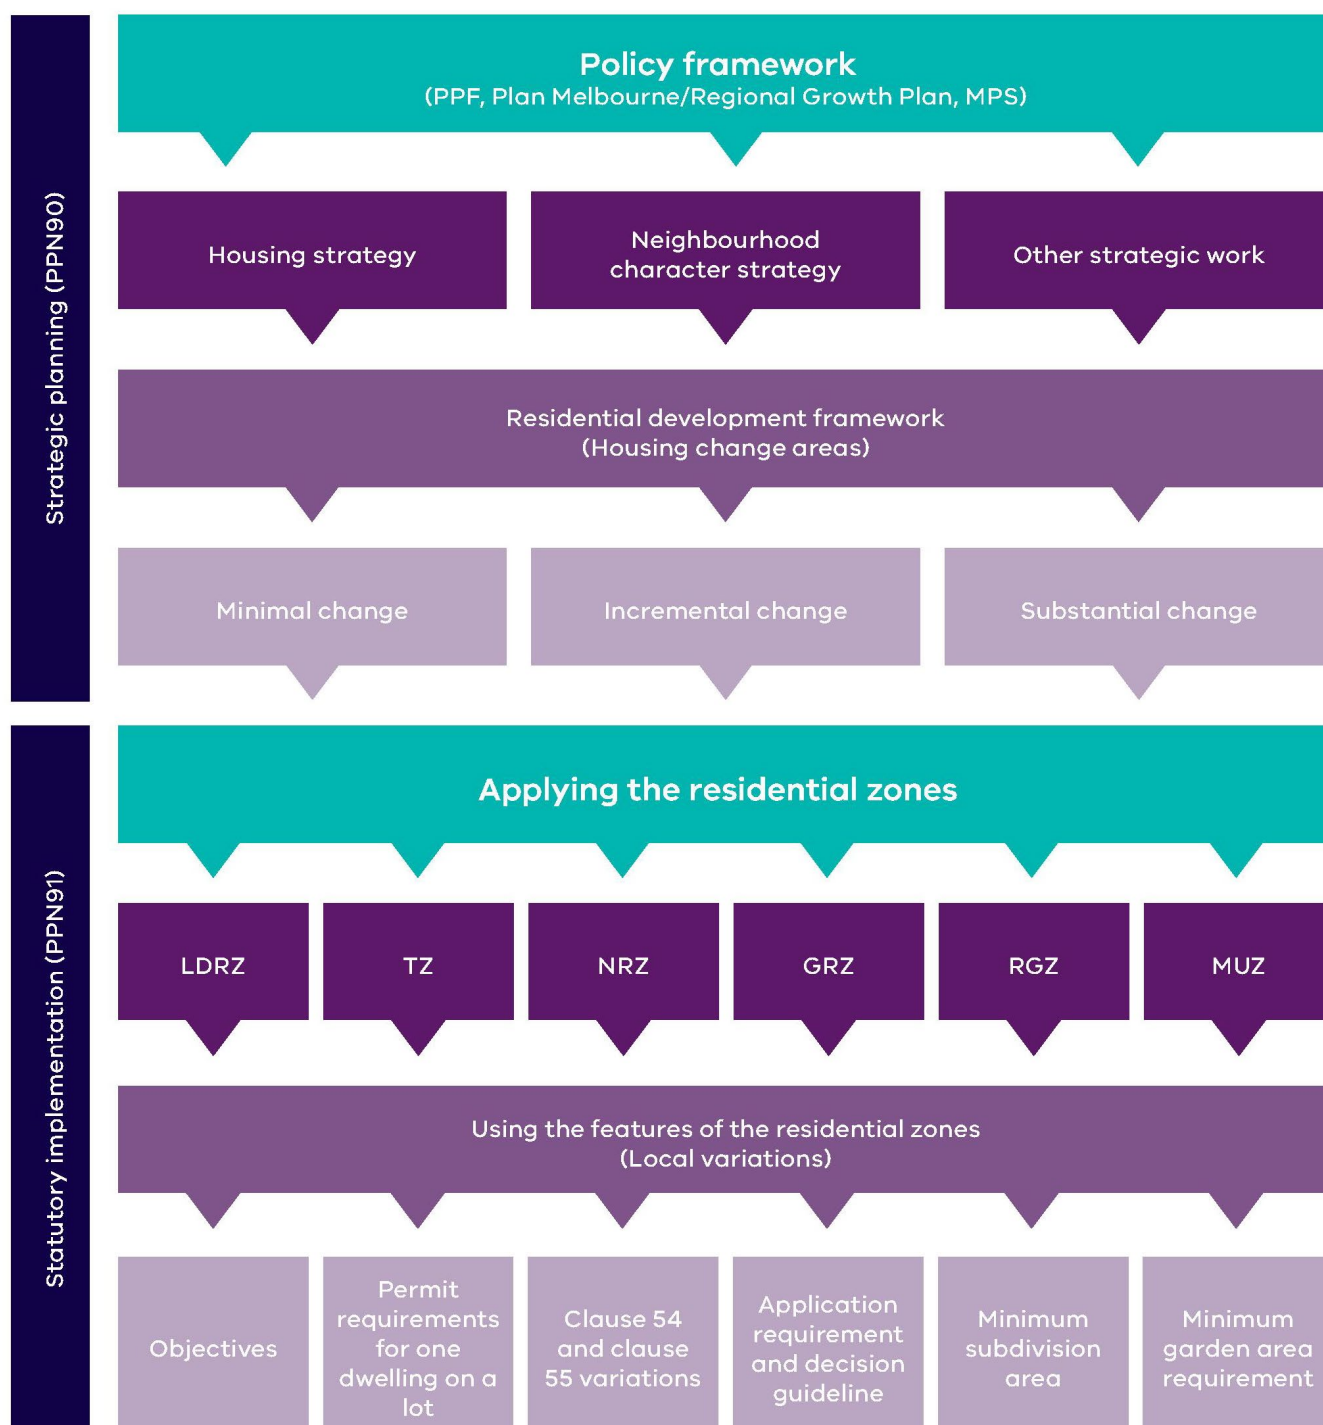 Policy framework
(PPF, Plan Melbourne/Regional Growth Plan, MPS)
Strategic planning (PPN90)
Housing strategy
Neighbourhood
character strategy
Other strategic work
Residential development framework
(Housing change areas)
Minimal change
Incremental change
Substantial change
Statutory implementation (PPN91)
Applying the residential zones
LDRZ
TZ
NRZ
GRZ
RGZ
MUZ
Using the features of the residential zones
(Local variations)
Objectives
Permit
requirements
for one
dwelling on a
lot
Clause 54
and clause
55 variations
Application
requirement
and decision
guideline
Minimum
subdivision
area
Minimum
garden area
requirement